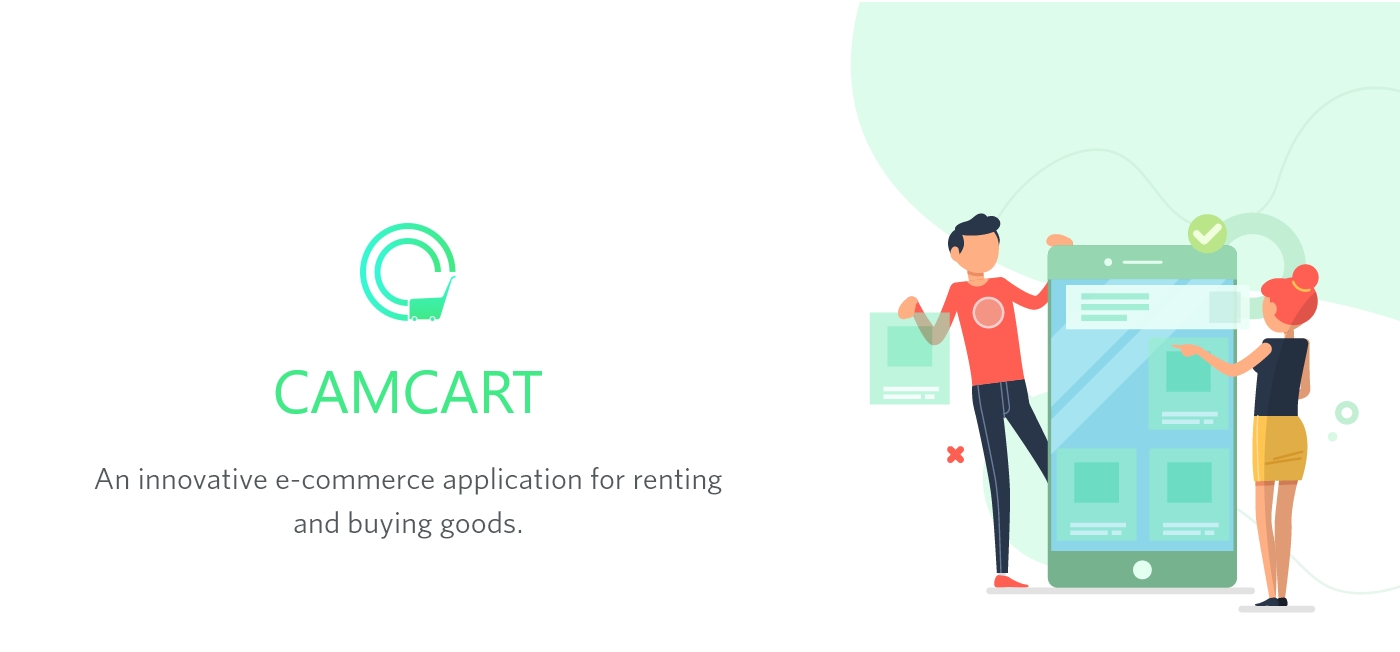 CAMCART
An innovative e-commerce application for renting
and buying goods.